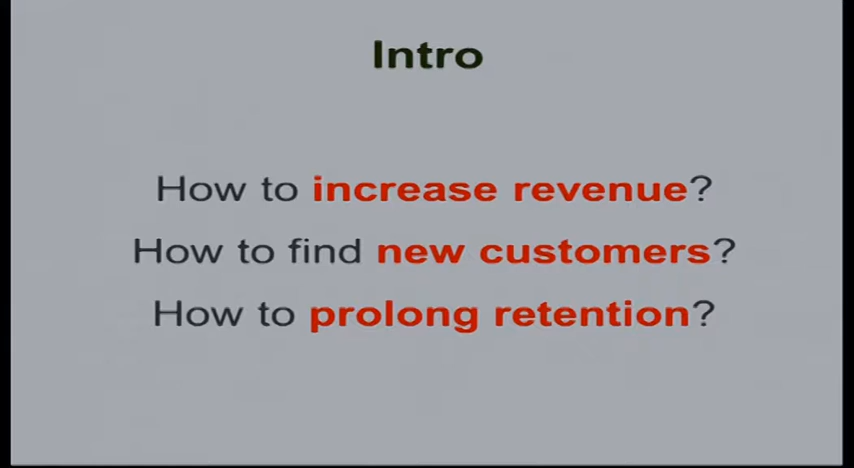 Intro
How to increase revenue?
How to find new customers?
How to prolong retention?